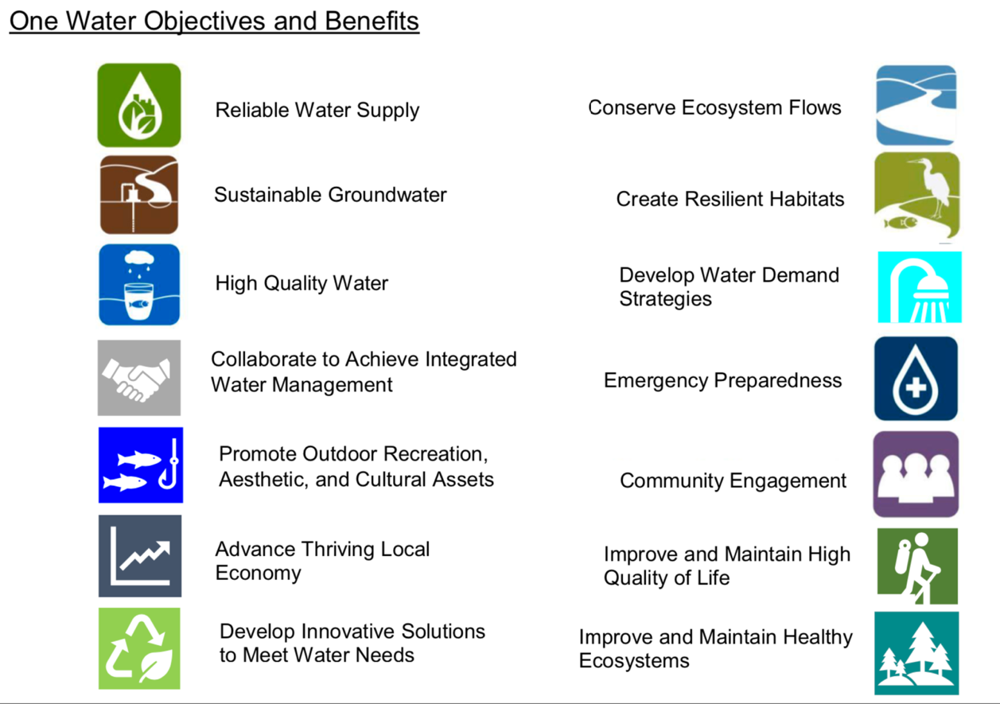 One Water Objectives and Benefits
Reliable Water Supply
Sustainable Groundwater
High Quality Water
Collaborate to Achieve Integrated
Water Management
Promote Outdoor Recreation,
Aesthetic, and Cultural Assets
Advance Thriving Local
Economy
Develop Innovative Solutions
to Meet Water Needs
Conserve Ecosystem Flows
Create Resilient Habitats
Develop Water Demand
Strategies
Emergency Preparedness
Community Engagement
Improve and Maintain High
Quality of Life
Improve and Maintain Healthy
Ecosystems